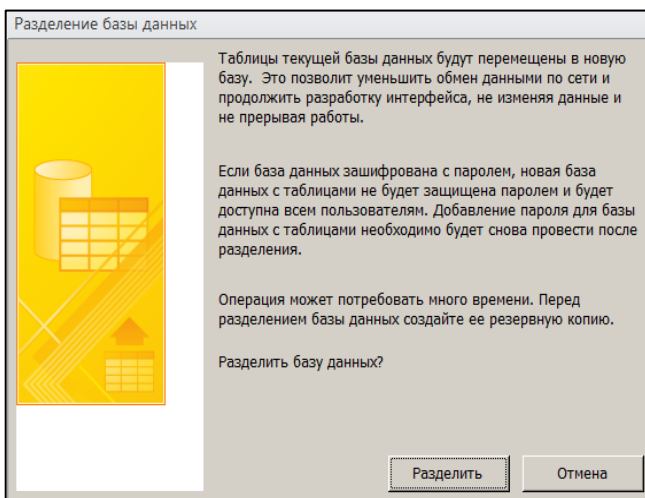 Разделение базы данных
Таблицы текущей базы данных будут перемещены в новую
базу. Это позволит уменьшить обмен данными по сети и
продолжить разработку интерфейса, не изменяя данные и
не прерывая работы.
Если база данных зашифрована с паролем, новая база
данных с таблицами не будет защищена паролем и будет
доступна всем пользователям. Добавление пароля для базы
данных с таблицами необходимо будет снова провести после
разделения.
Операция может потребовать много времени. Перед
разделением базы данных создайте ее резервную копию.
Разделить базу данных?
Разделить
Отмена